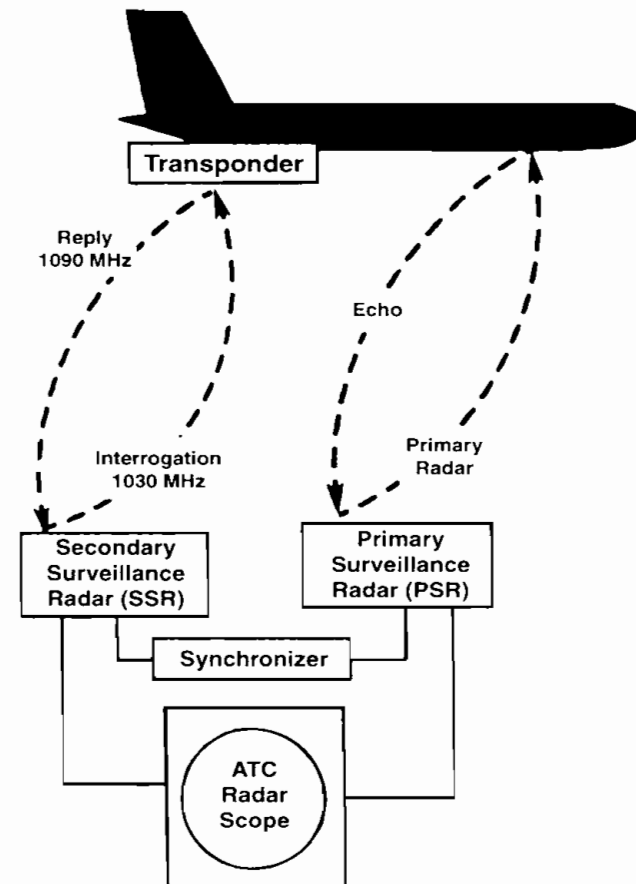 Transponder
Reply
1090 MHz
Echo
Interrogation
1030 MHz
Primary
Radar
Secondary
Surveillance
Radar (SSR)
Primary
Surveillance
Radar (PSR)
Synchronizer
ATC
Radar
Scope